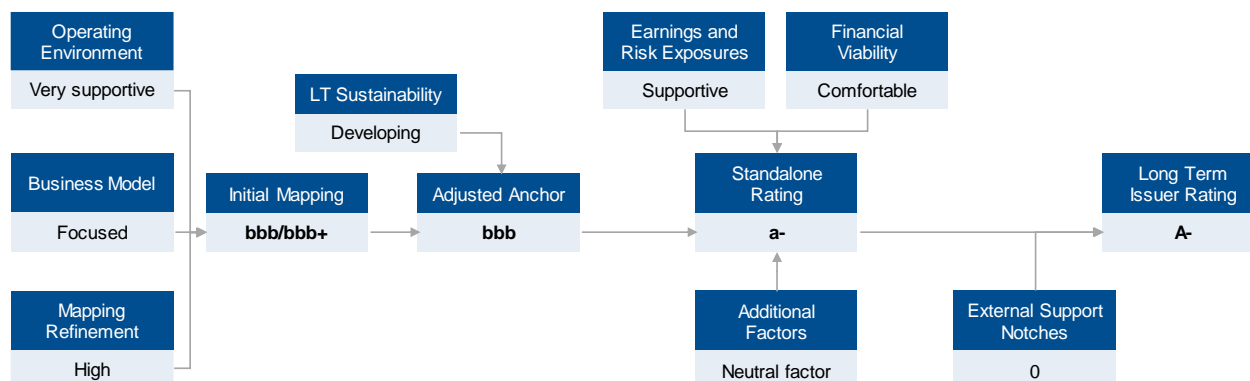 Operating
Environment
Very supportive
Business Model
Focused
Mapping
Refinement
High
Initial Mapping
bbb/bbb+
LT Sustainability
Developing
Adjusted Anchor
bbb
Earnings and
Risk Exposures
Supportive
Financial
Viability
Comfortable
Standalone
Rating
a-
Additional
Factors
Neutral factor
External Support
Notches
0
Long Term
Issuer Rating
A-